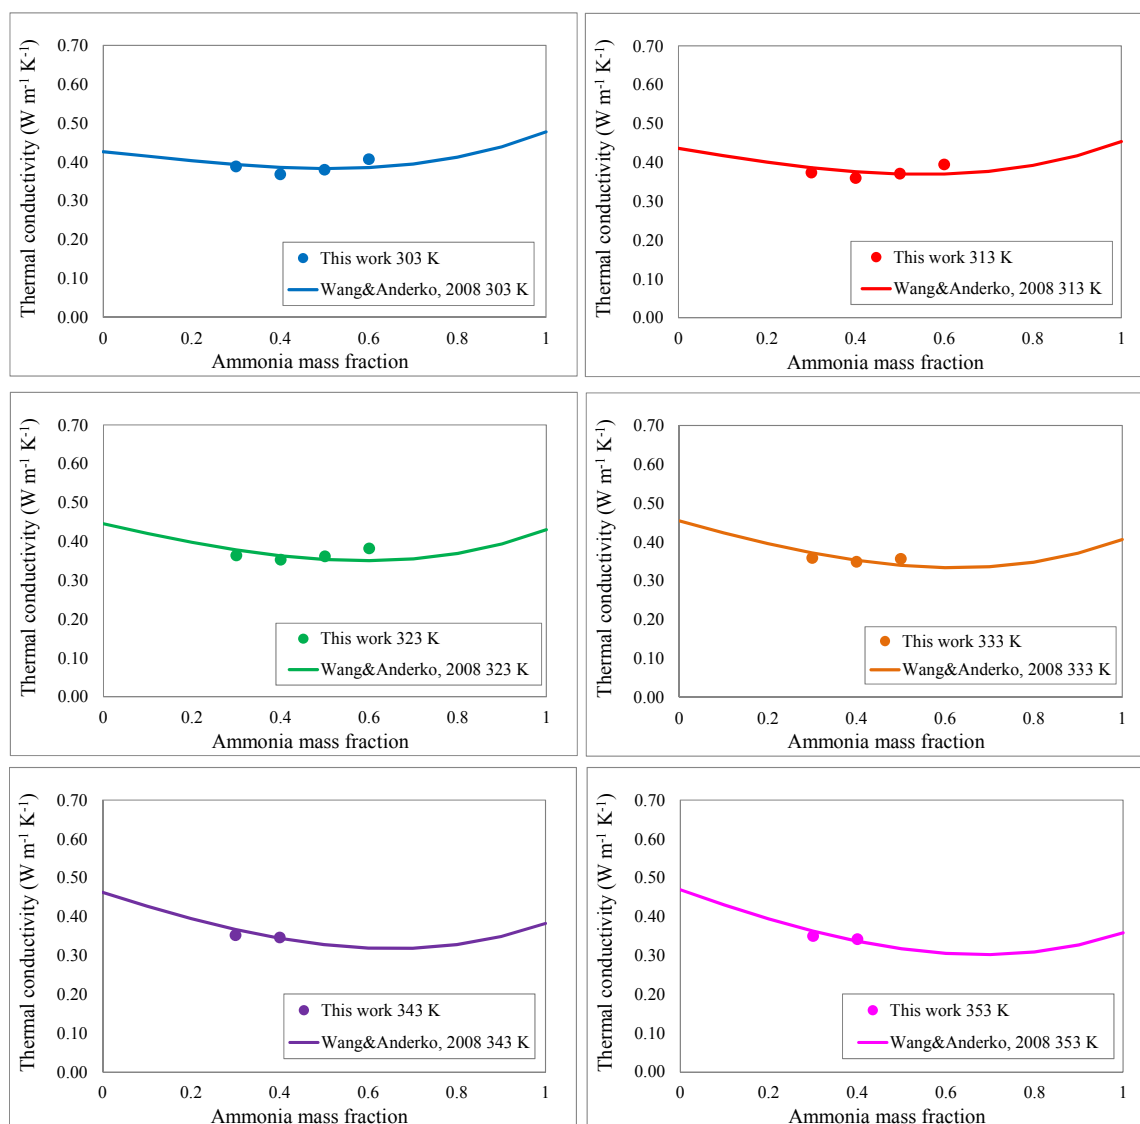 Thermal conductivity (W m⁻¹ K⁻¹)
0.70
0.60
0.50
0.40
0.30
0.20
0.10
0.00
This work 303 K
Wang&Anderko, 2008 303 K
0 0.2 0.4 0.6 0.8 1
Ammonia mass fraction
Thermal conductivity (W m⁻¹ K⁻¹)
0.70
0.60
0.50
0.40
0.30
0.20
0.10
0.00
This work 313 K
Wang&Anderko, 2008 313 K
0 0.2 0.4 0.6 0.8 1
Ammonia mass fraction
Thermal conductivity (W m⁻¹ K⁻¹)
0.70
0.60
0.50
0.40
0.30
0.20
0.10
0.00
This work 323 K
Wang&Anderko, 2008 323 K
0 0.2 0.4 0.6 0.8 1
Ammonia mass fraction
Thermal conductivity (W m⁻¹ K⁻¹)
0.70
0.60
0.50
0.40
0.30
0.20
0.10
0.00
This work 333 K
Wang&Anderko, 2008 333 K
0 0.2 0.4 0.6 0.8 1
Ammonia mass fraction
Thermal conductivity (W m⁻¹ K⁻¹)
0.70
0.60
0.50
0.40
0.30
0.20
0.10
0.00
This work 343 K
Wang&Anderko, 2008 343 K
0 0.2 0.4 0.6 0.8 1
Ammonia mass fraction
Thermal conductivity (W m⁻¹ K⁻¹)
0.70
0.60
0.50
0.40
0.30
0.20
0.10
0.00
This work 353 K
Wang&Anderko, 2008 353 K
0 0.2 0.4 0.6 0.8 1
Ammonia mass fraction